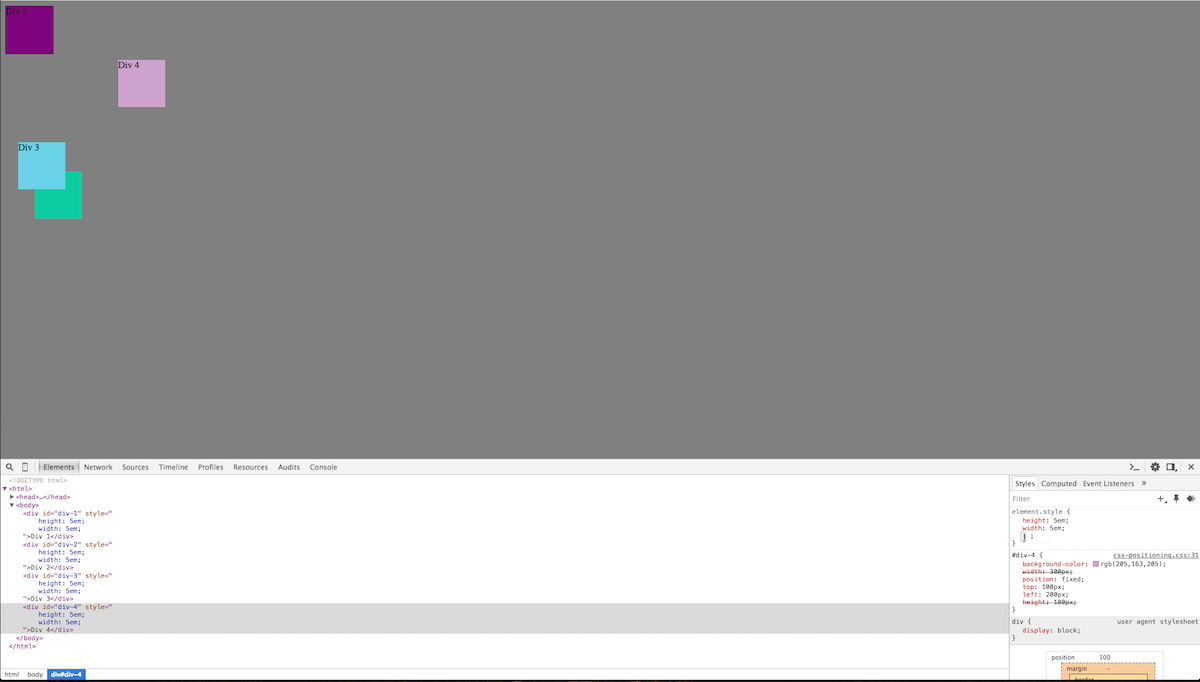 Div 1
Div 4
Div 3
Elements Network Sources Timeline Profiles Resources Audits Console
<!DOCTYPE html>
▼<html>
▶<head>…</head>
▼<body>
<div id="div-1" style="
height: 5em;
width: 5em;
">Div 1</div>
<div id="div-2" style="
height: 5em;
width: 5em;
">Div 2</div>
<div id="div-3" style="
height: 5em;
width: 5em;
">Div 3</div>
<div id="div-4" style="
height: 5em;
width: 5em;
">Div 4</div>
</body>
</html>
html body div#div-4
Styles Computed Event Listeners »
Filter
element.style {
height: 5em;
width: 5em;
: ;
}
#div-4 { css-positioning.css:31
background-color: rgb(205,163,205);
width: 300px;
position: fixed;
top: 100px;
left: 200px;
height: 100px;
}
div { user agent stylesheet
display: block;
}
position 100
margin -